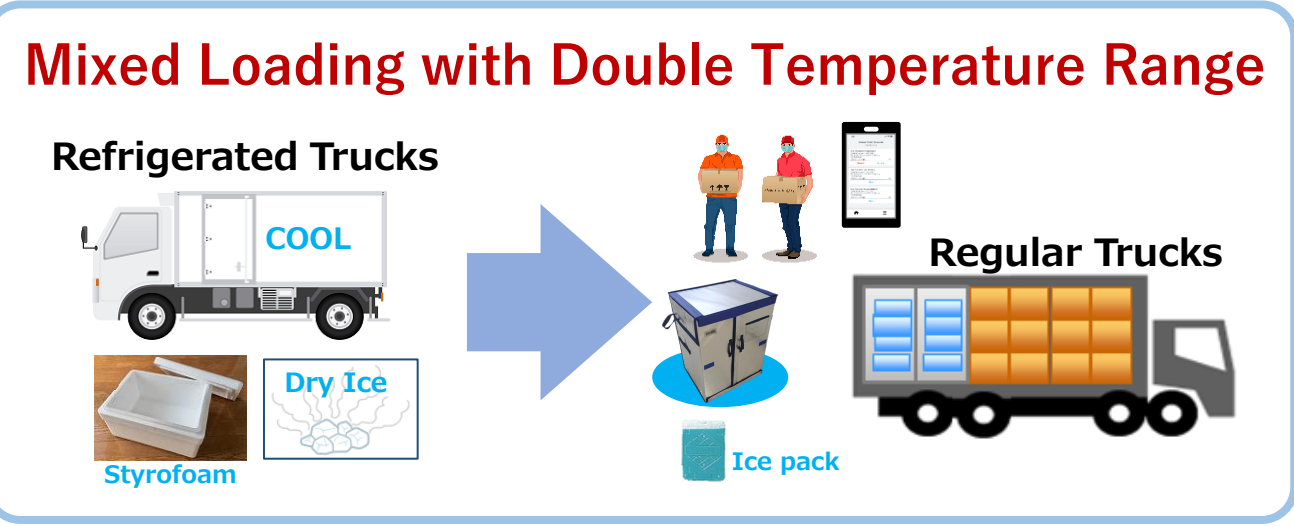 Mixed Loading with Double Temperature Range
Refrigerated Trucks
COOL
Dry Ice
Styrofoam
Regular Trucks
Ice pack